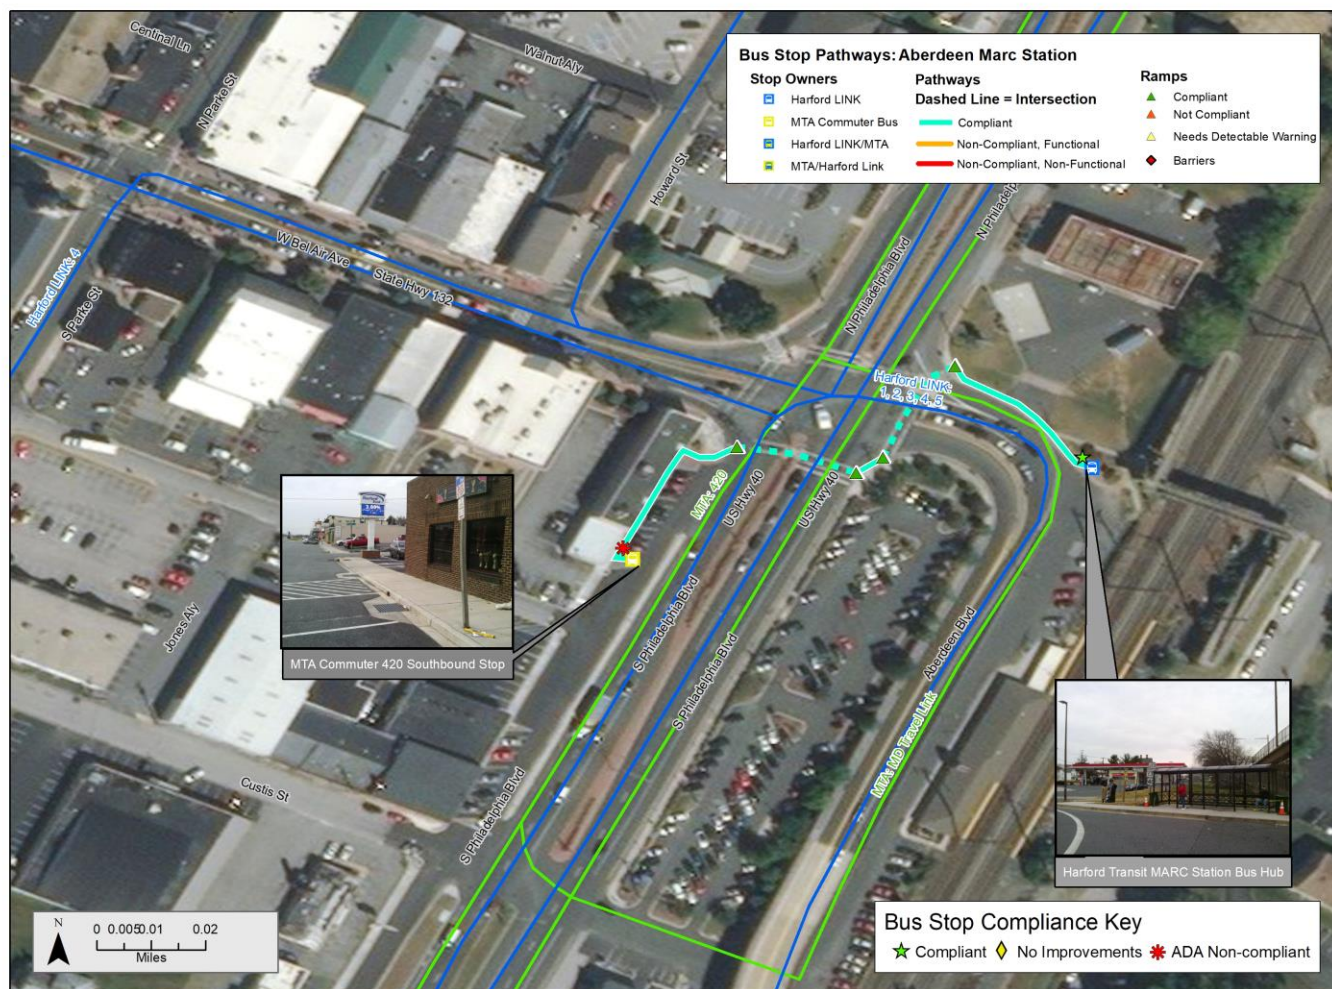 Centinal Ln
Walnut Aly
N Parke St
Howard St
Bus Stop Pathways: Aberdeen Marc Station
Stop Owners
Harford LINK
MTA Commuter Bus
Harford LINK/MTA
MTA/Harford Link
Pathways
Dashed Line = Intersection
Compliant
Non-Compliant, Functional
Non-Compliant, Non-Functional
Ramps
Compliant
Not Compliant
Needs Detectable Warning
Barriers
N Philadelphia Blvd
W Bel Air Ave
State Hwy 132
Harford LINK: 4
S Parke St
N Philadelphia Blvd
Harford LINK:
1, 2, 3, 4, 5
MTA: 420
US Hwy 40
US Hwy 40
MTA Commuter 420 Southbound Stop
Jones Aly
S Philadelphia Blvd
S Philadelphia Blvd
Aberdeen Blvd
MTA: MD Travel Link
Custis St
S Philadelphia Blvd
Harford Transit MARC Station Bus Hub
N
0 0.005 0.01 0.02
Miles
Bus Stop Compliance Key
Compliant
No Improvements
ADA Non-compliant